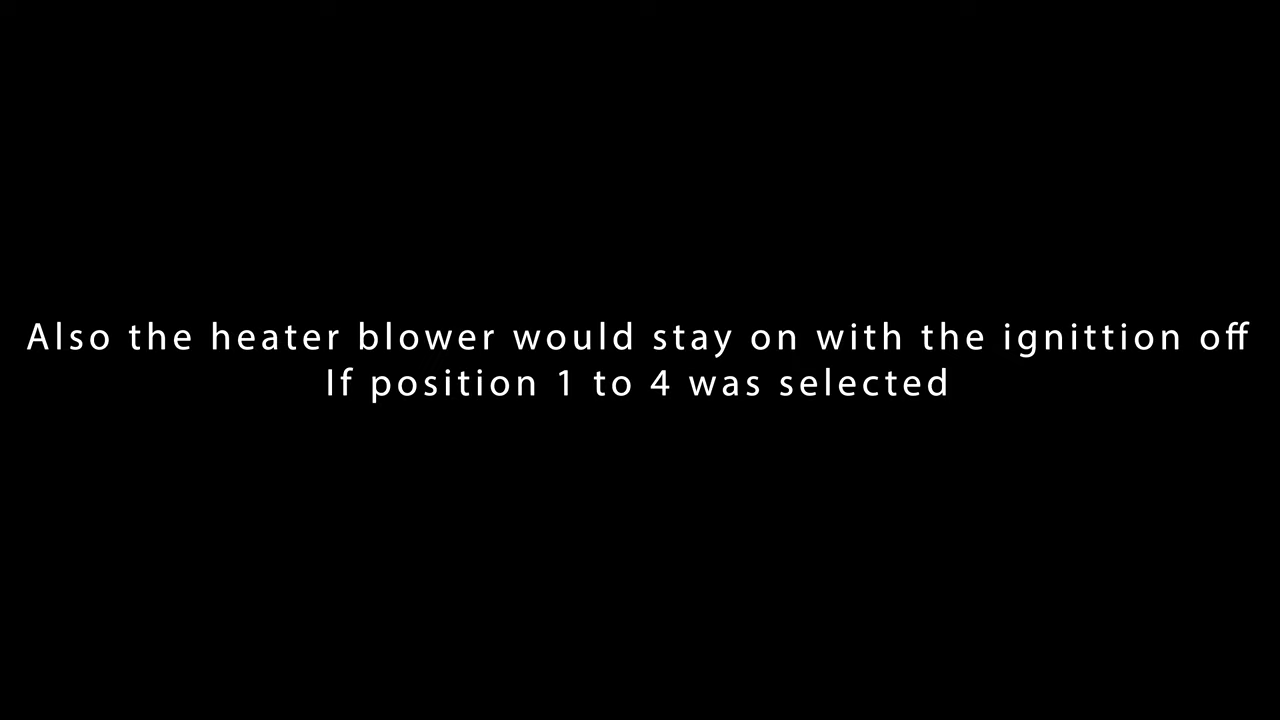 Also the heater blower would stay on with the ignittion off
If position 1 to 4 was selected